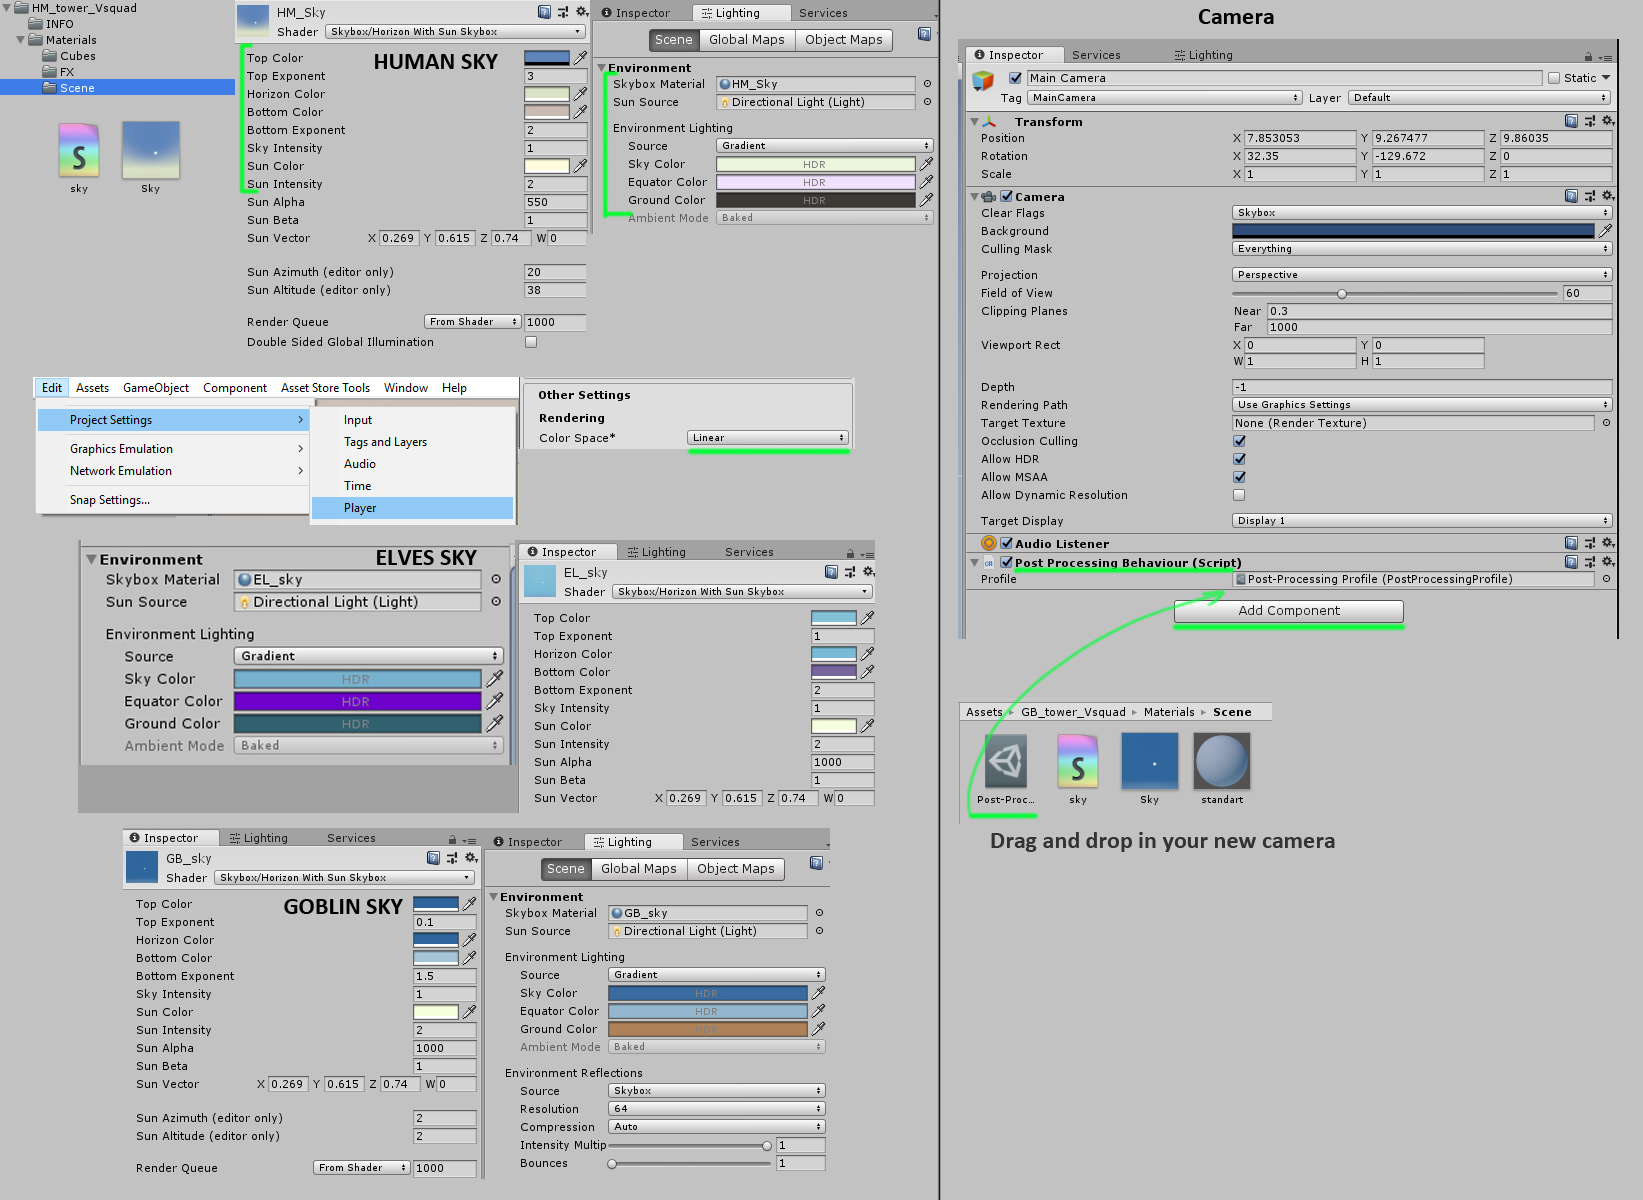 HM_tower_Vsquad
INFO
Materials
Cubes
FX
Scene
S
sky
Sky
HM_Sky
Shader Skybox/Horizon With Sun Skybox
HUMAN SKY
Top Color
Top Exponent 3
Horizon Color
Bottom Color
Bottom Exponent 2
Sky Intensity 1
Sun Color
Sun Intensity 2
Sun Alpha 550
Sun Beta 1
Sun Vector X 0.269 Y 0.615 Z 0.74 W 0
Sun Azimuth (editor only) 20
Sun Altitude (editor only) 38
Render Queue From Shader 1000
Double Sided Global Illumination
Inspector Lighting Services
Scene Global Maps Object Maps
Environment
Skybox Material HM_Sky
Sun Source Directional Light (Light)
Environment Lighting
Source Gradient
Sky Color HDR
Equator Color HDR
Ground Color HDR
Ambient Mode Baked
Edit Assets GameObject Component Asset Store Tools Window Help
Project Settings
Graphics Emulation
Network Emulation
Snap Settings...
Input
Tags and Layers
Audio
Time
Player
Other Settings
Rendering
Color Space* Linear
Environment ELVES SKY
Skybox Material EL_sky
Sun Source Directional Light (Light)
Environment Lighting
Source Gradient
Sky Color HDR
Equator Color HDR
Ground Color HDR
Ambient Mode Baked
Inspector Lighting Services
EL_sky
Shader Skybox/Horizon With Sun Skybox
Top Color
Top Exponent 1
Horizon Color
Bottom Color
Bottom Exponent 2
Sky Intensity 1
Sun Color
Sun Intensity 2
Sun Alpha 1000
Sun Beta 1
Sun Vector X 0.269 Y 0.615 Z 0.74 W 0
Inspector Lighting Services
GB_sky
Shader Skybox/Horizon With Sun Skybox
GOBLIN SKY
Top Color
Top Exponent 0.1
Horizon Color
Bottom Color
Bottom Exponent 1.5
Sky Intensity 1
Sun Color
Sun Intensity 2
Sun Alpha 1000
Sun Beta 1
Sun Vector X 0.269 Y 0.615 Z 0.74 W 0
Sun Azimuth (editor only) 2
Sun Altitude (editor only) 2
Render Queue From Shader 1000
Inspector Lighting Services
Scene Global Maps Object Maps
Environment
Skybox Material GB_sky
Sun Source Directional Light (Light)
Environment Lighting
Source Gradient
Sky Color HDR
Equator Color HDR
Ground Color HDR
Ambient Mode Baked
Environment Reflections
Source Skybox
Resolution 64
Compression Auto
Intensity Multip 1
Bounces 1
Camera
Inspector Services Lighting
Main Camera Static
Tag MainCamera Layer Default
Transform
Position X 7.853053 Y 9.267477 Z 9.86035
Rotation X 32.35 Y -129.672 Z 0
Scale X 1 Y 1 Z 1
Camera
Clear Flags Skybox
Background
Culling Mask Everything
Projection Perspective
Field of View 60
Clipping Planes Near 0.3
Far 1000
Viewport Rect X 0 Y 0
W 1 H 1
Depth -1
Rendering Path Use Graphics Settings
Target Texture None (Render Texture)
Occlusion Culling
Allow HDR
Allow MSAA
Allow Dynamic Resolution
Target Display Display 1
Audio Listener
Post Processing Behaviour (Script)
Profile Post-Processing Profile (PostProcessingProfile)
Add Component
Assets GB_tower_Vsquad Materials Scene
S
Post-Proc... sky Sky standart
Drag and drop in your new camera